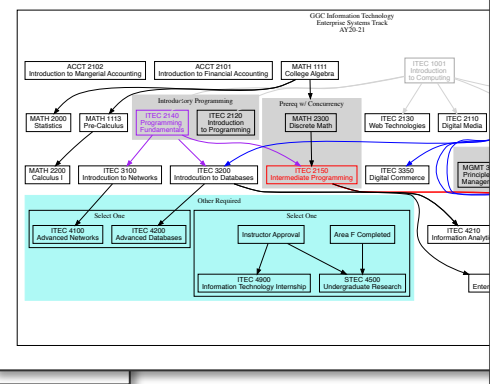 GGC Information Technology
Enterprise Systems Track
AY20-21
ACCT 2102
Introduction to Mangerial Accounting
ACCT 2101
Introduction to Financial Accounting
MATH 1111
College Algebra
ITEC 1001
Introduction
to Computing
Introductory Programming
Prereq w/ Concurrency
MATH 2000
Statistics
MATH 1113
Pre-Calculus
ITEC 2140
Programming
Fundamentals
ITEC 2120
Introduction
to Programming
MATH 2300
Discrete Math
ITEC 2130
Web Technologies
ITEC 2110
Digital Media
MATH 2200
Calculus I
ITEC 3100
Introdcution to Networks
ITEC 3200
Introdcution to Databases
ITEC 2150
Intermediate Programming
ITEC 3350
Digital Commerce
MGMT 3
Principle
Manager
Other Required
Select One
ITEC 4100
Advanced Networks
ITEC 4200
Advanced Databases
Select One
Instructor Approval
Area F Completed
ITEC 4900
Information Technology Internship
STEC 4500
Undergraduate Research
ITEC 4210
Information Analyti
Enter